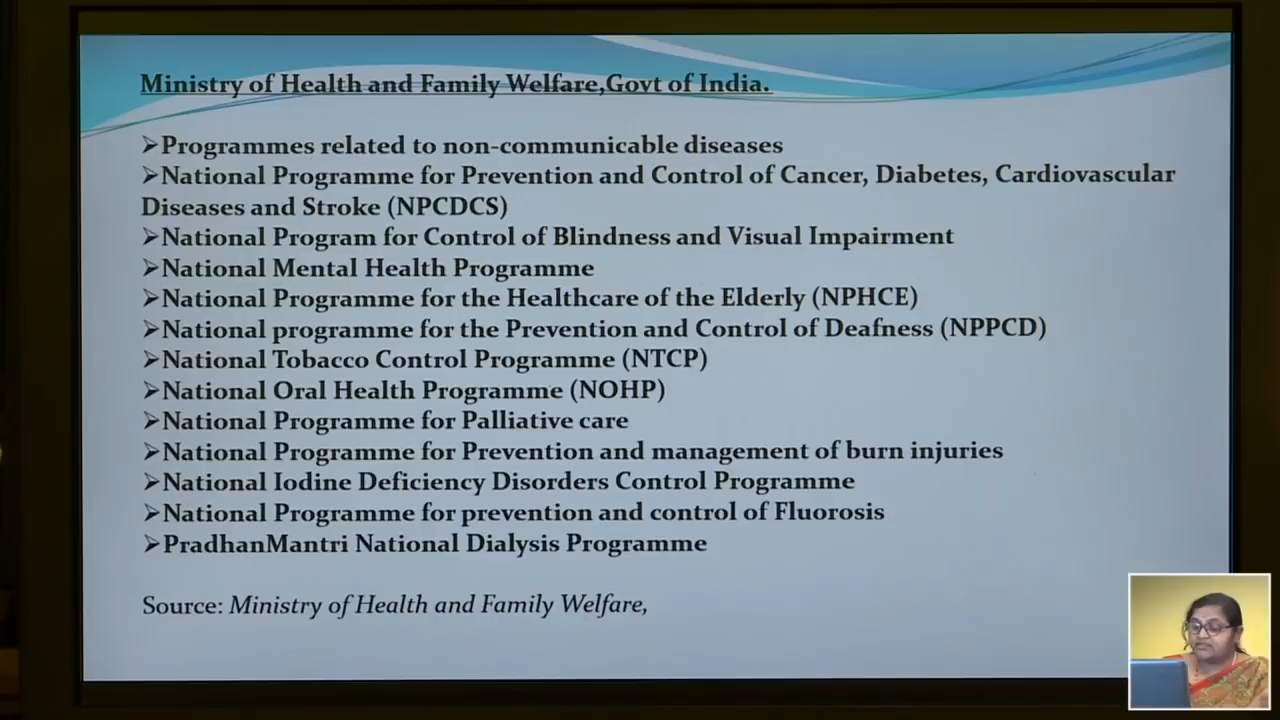 Ministry of Health and Family Welfare,Govt of India.
➢Programmes related to non-communicable diseases
➢National Programme for Prevention and Control of Cancer, Diabetes, Cardiovascular
Diseases and Stroke (NPCDCS)
➢National Program for Control of Blindness and Visual Impairment
➢National Mental Health Programme
➢National Programme for the Healthcare of the Elderly (NPHCE)
➢National programme for the Prevention and Control of Deafness (NPPCD)
➢National Tobacco Control Programme (NTCP)
➢National Oral Health Programme (NOHP)
➢National Programme for Palliative care
➢National Programme for Prevention and management of burn injuries
➢National Iodine Deficiency Disorders Control Programme
➢National Programme for prevention and control of Fluorosis
➢PradhanMantri National Dialysis Programme
Source: Ministry of Health and Family Welfare,